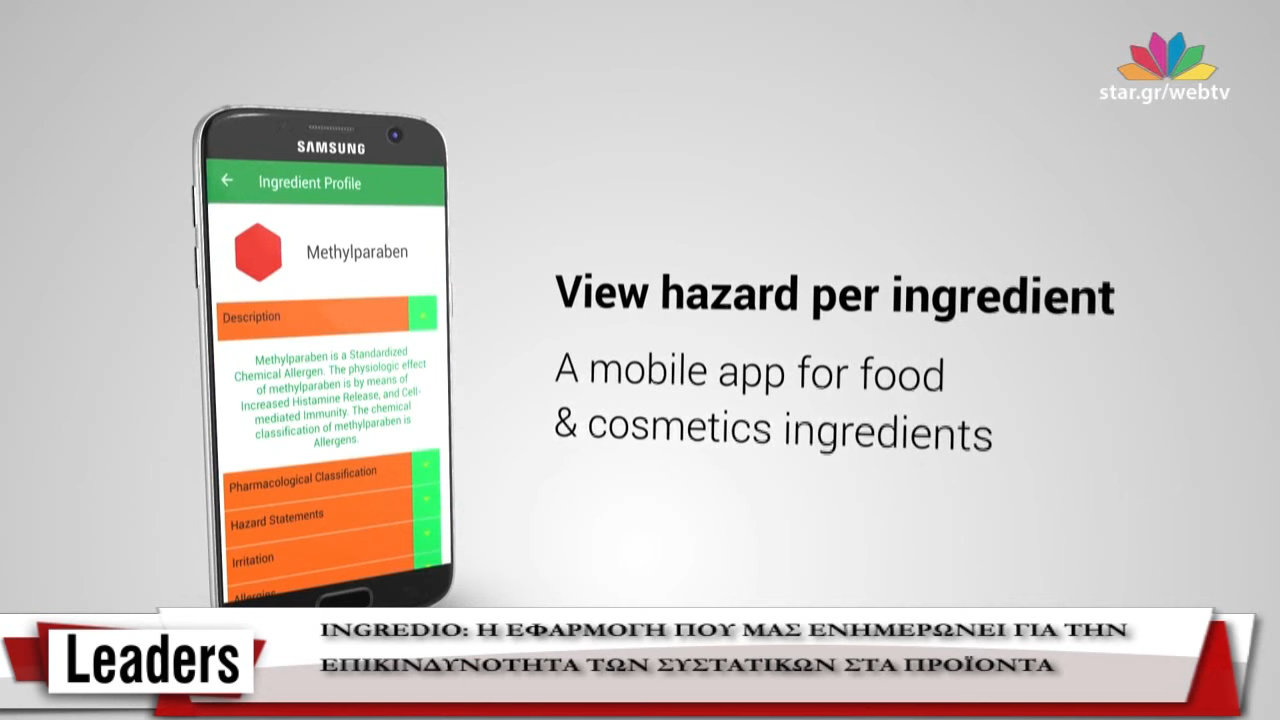 star.gr/webtv
SAMSUNG
Ingredient Profile
Methylparaben
Description
Methylparaben is a Standardized
Chemical Allergen. The physiologic effect
of methylparaben is by means of
Increased Histamine Release, and Cell-
mediated Immunity. The chemical
classification of methylparaben is
Allergens.
Pharmacological Classification
Hazard Statements
Irritation
Allergies
View hazard per ingredient
A mobile app for food
& cosmetics ingredients
Leaders
INGREDIO: Η ΕΦΑΡΜΟΓΗ ΠΟΥ ΜΑΣ ΕΝΗΜΕΡΩΝΕΙ ΓΙΑ ΤΗΝ
ΕΠΙΚΙΝΔΥΝΟΤΗΤΑ ΤΩΝ ΣΥΣΤΑΤΙΚΩΝ ΣΤΑ ΠΡΟΪΟΝΤΑ